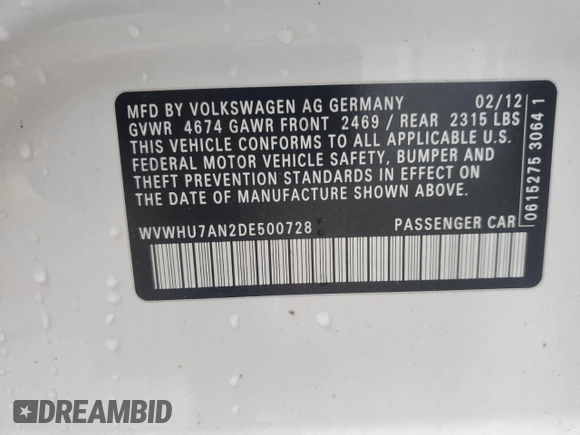 MFD BY VOLKSWAGEN AG GERMANY 02/12
GVWR 4674 GAWR FRONT 2469 / REAR 2315 LBS
THIS VEHICLE CONFORMS TO ALL APPLICABLE U.S.
FEDERAL MOTOR VEHICLE SAFETY, BUMPER AND
THEFT PREVENTION STANDARDS IN EFFECT ON
THE DATE OF MANUFACTURE SHOWN ABOVE.
WVWHU7AN2DE500728 PASSENGER CAR
0615275 3064 1
DREAMBID